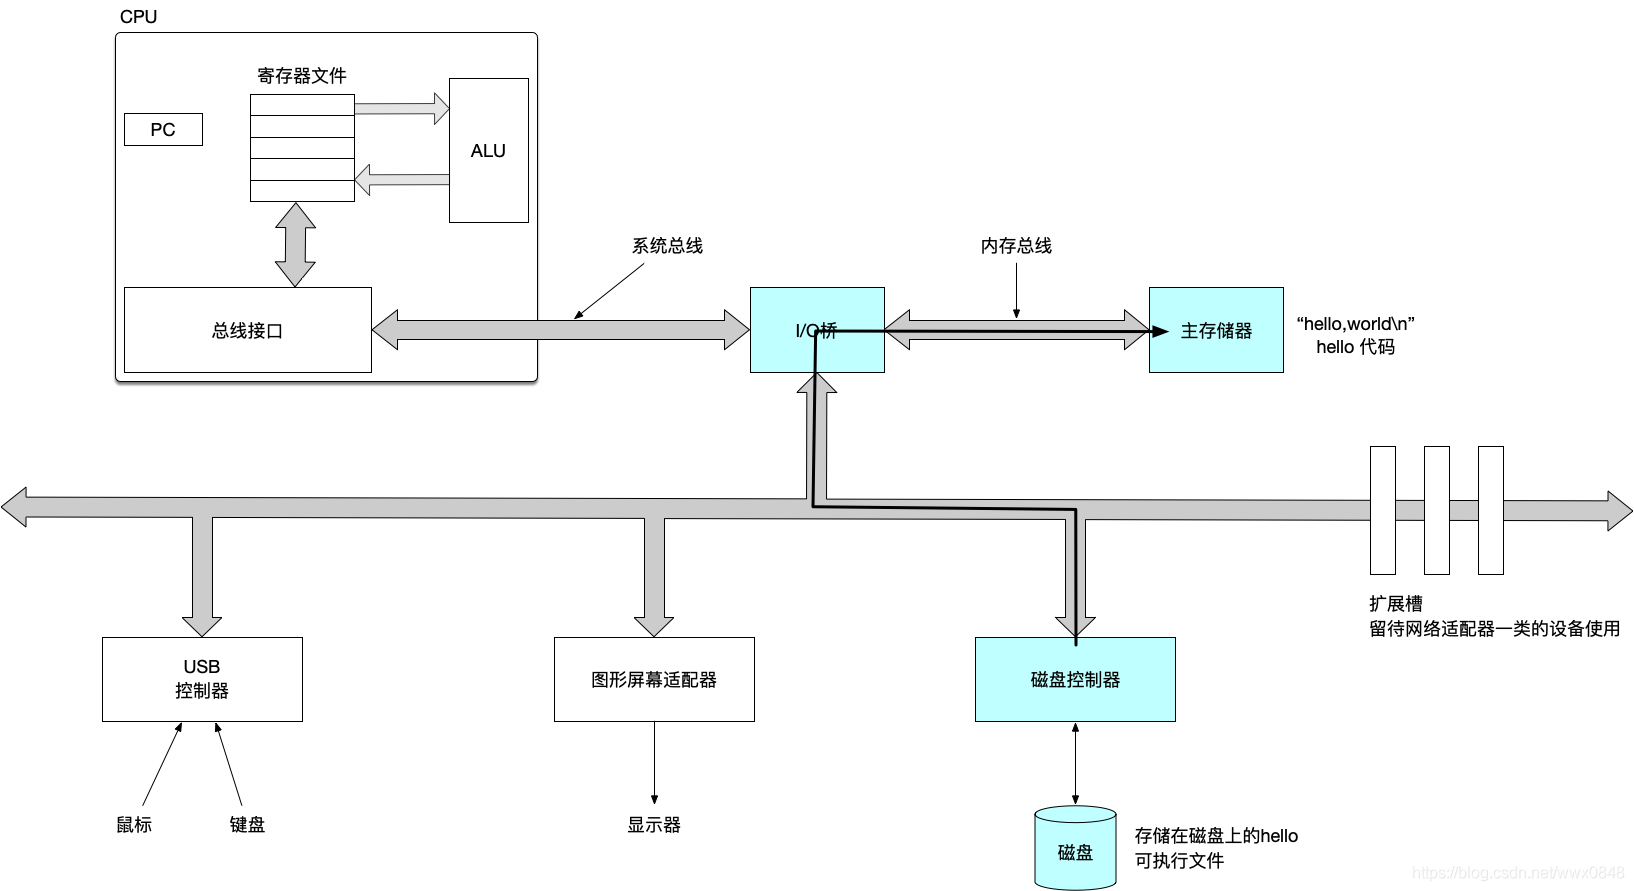 CPU
寄存器文件
PC
ALU
系统总线
内存总线
总线接口
I/O桥
主存储器
“hello,world\n”
hello 代码
扩展槽
留待网络适配器一类的设备使用
USB
控制器
图形屏幕适配器
磁盘控制器
鼠标
键盘
显示器
磁盘
存储在磁盘上的hello
可执行文件
https://blog.csdn.net/wwx0848